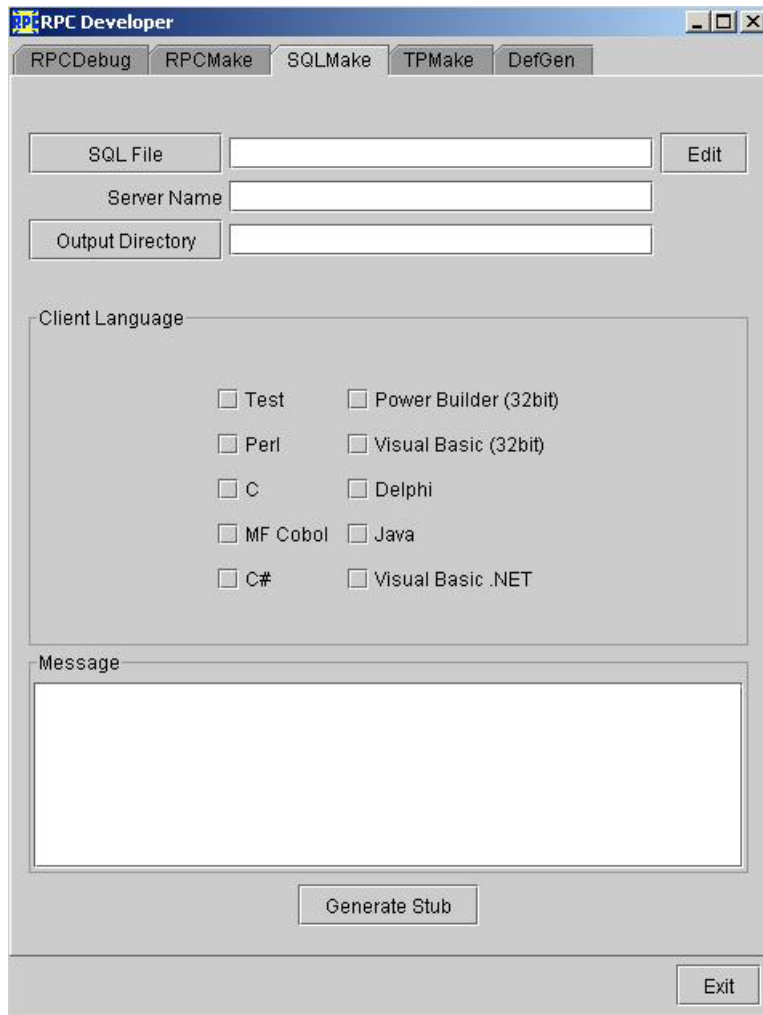 RPC RPC Developer
RPCDebug RPCMake SQLMake TPMake DefGen
SQL File Edit
Server Name
Output Directory
Client Language
Test Power Builder (32bit)
Perl Visual Basic (32bit)
C Delphi
MF Cobol Java
C# Visual Basic .NET
Message
Generate Stub
Exit